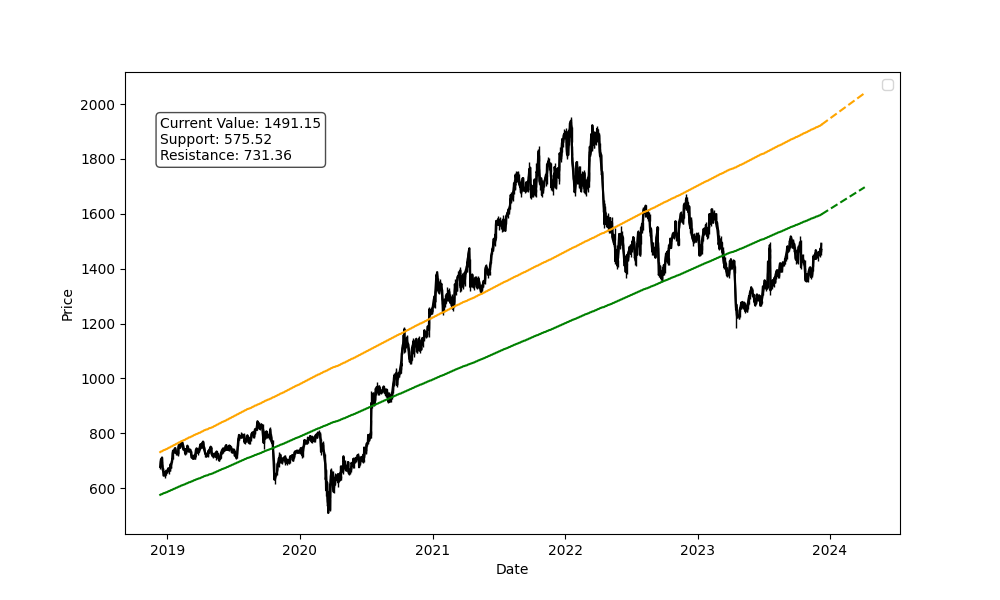 2000
1800
1600
1400
1200
1000
800
600
Price
Current Value: 1491.15
Support: 575.52
Resistance: 731.36
2019 2020 2021 2022 2023 2024
Date